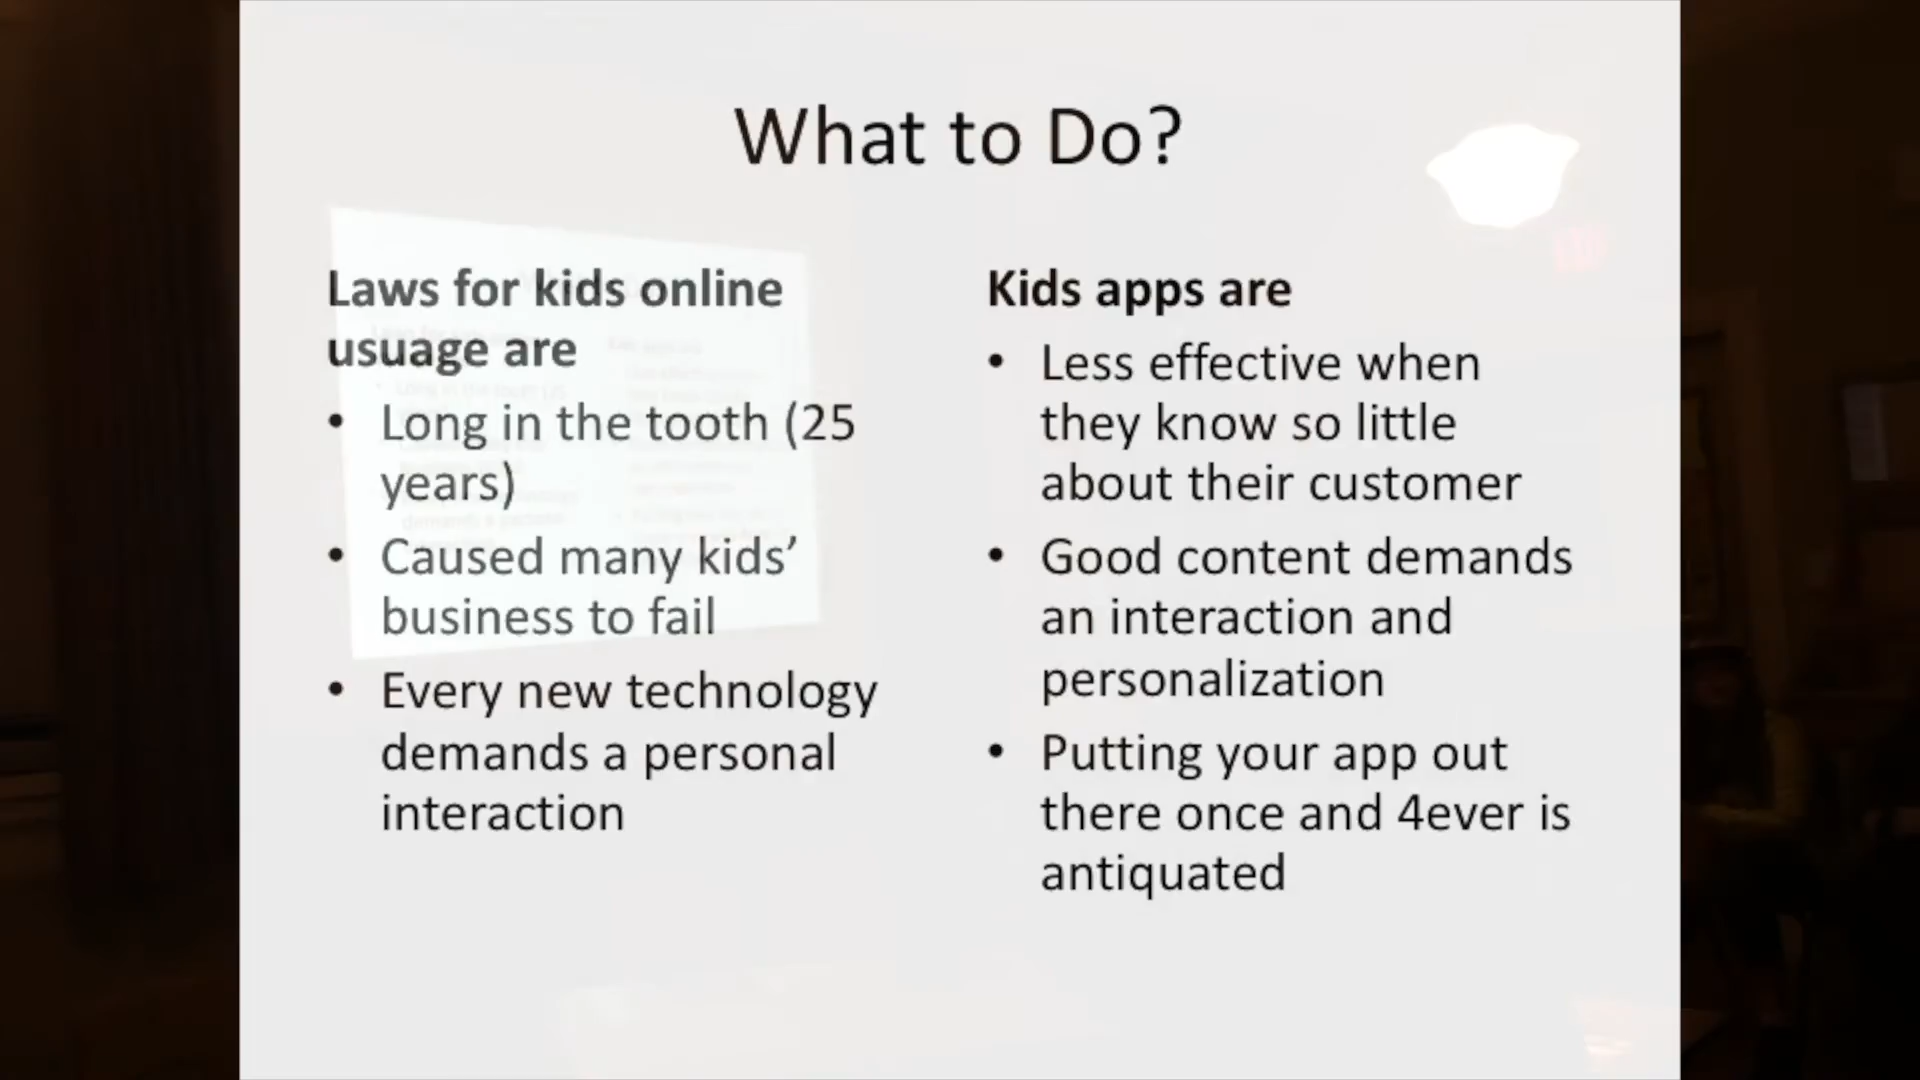 What to Do?
Laws for kids online
usuage are
• Long in the tooth (25
years)
• Caused many kids’
business to fail
• Every new technology
demands a personal
interaction
Kids apps are
• Less effective when
they know so little
about their customer
• Good content demands
an interaction and
personalization
• Putting your app out
there once and 4ever is
antiquated